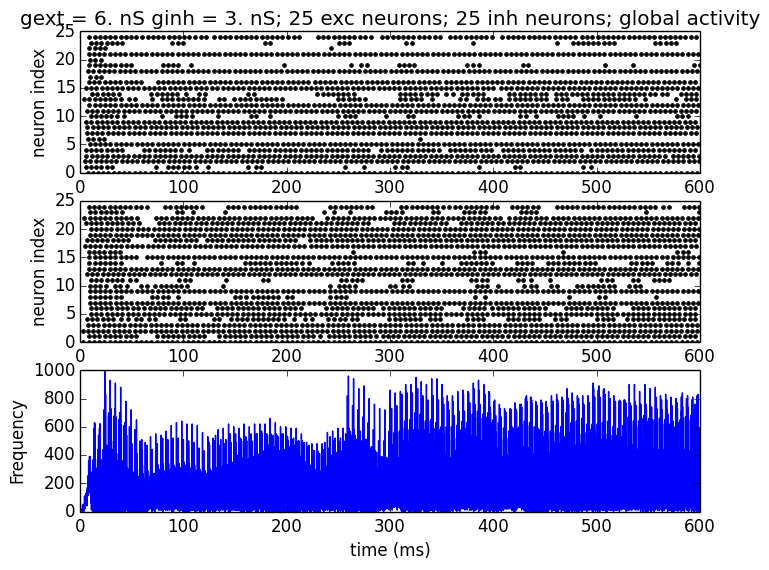 gext = 6. nS ginh = 3. nS; 25 exc neurons; 25 inh neurons; global activity
25
20
15
10
5
0
neuron index
0 100 200 300 400 500 600
25
20
15
10
5
0
neuron index
0 100 200 300 400 500 600
1000
800
600
400
200
0
Frequency
0 100 200 300 400 500 600
time (ms)